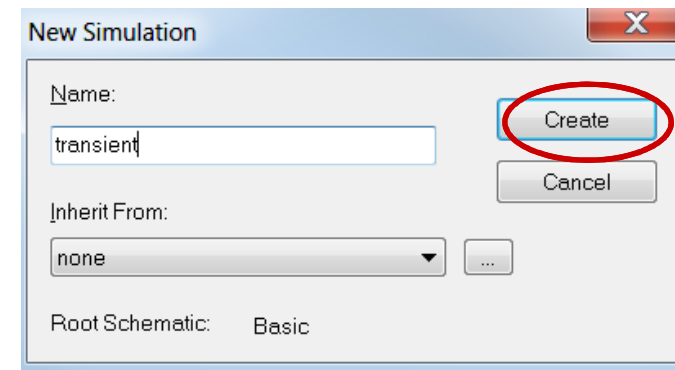 New Simulation
X
Name:
transient
Create
Cancel
Inherit From:
none
...
Root Schematic: Basic